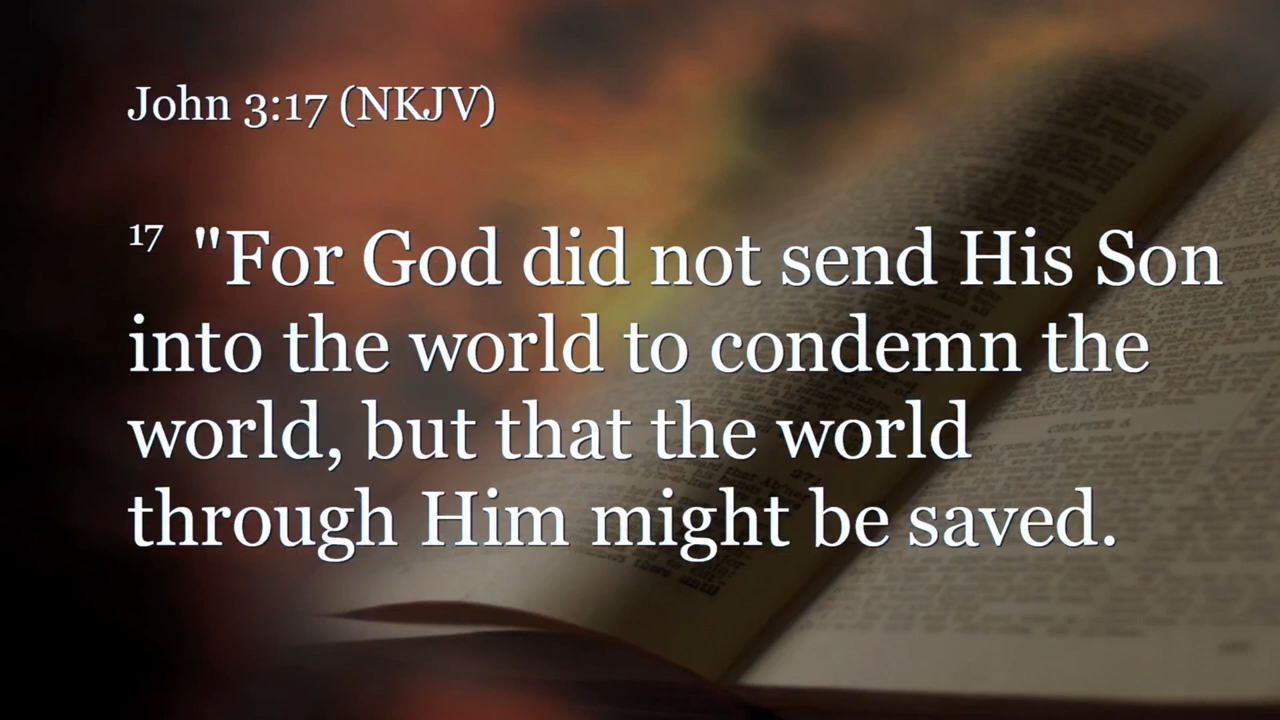 John 3:17 (NKJV)
17 "For God did not send His Son
into the world to condemn the
world, but that the world
through Him might be saved.